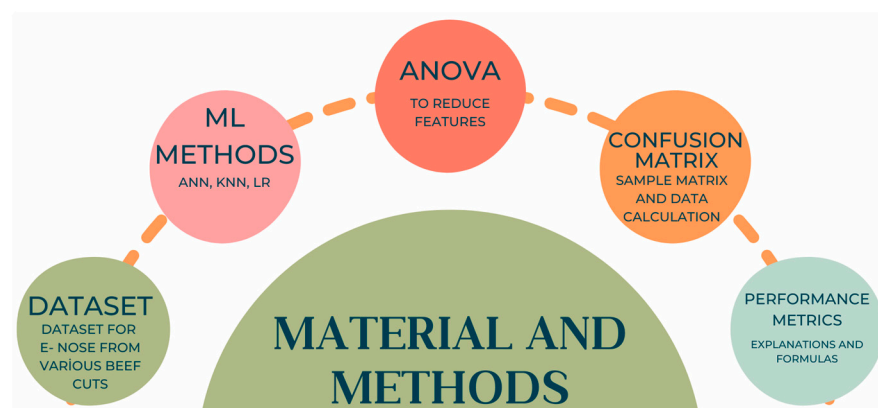 ANOVA
TO REDUCE
FEATURES
ML
METHODS
ANN, KNN, LR
CONFUSION
MATRIX
SAMPLE MATRIX
AND DATA
CALCULATION
DATASET
DATASET FOR
E- NOSE FROM
VARİOUS BEEF
CUTS
PERFORMANCE
METRICS
EXPLANATIONS AND
FORMULAS
MATERIAL AND
METHODS